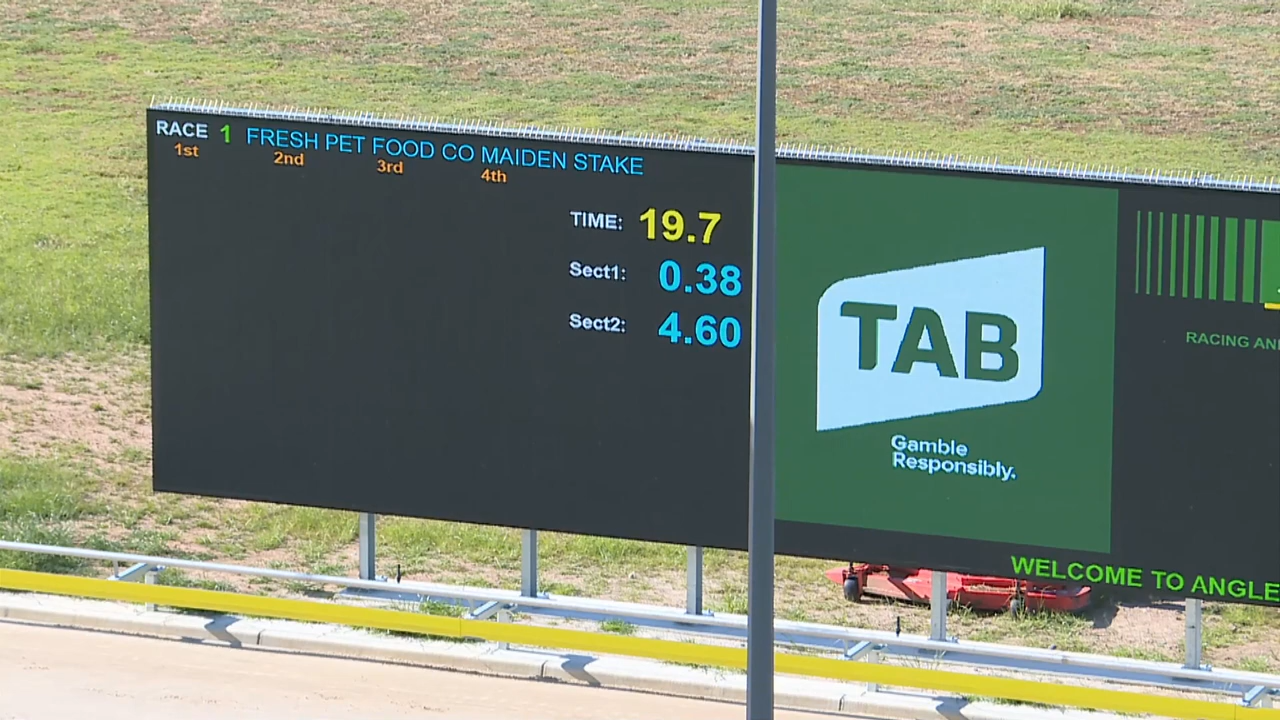 RACE 1 FRESH PET FOOD CO MAIDEN STAKE
1st 2nd 3rd 4th
TIME: 19.7
Sect1: 0.38
Sect2: 4.60
TAB
Gamble
Responsibly.
RACING
WELCOME TO ANGLE